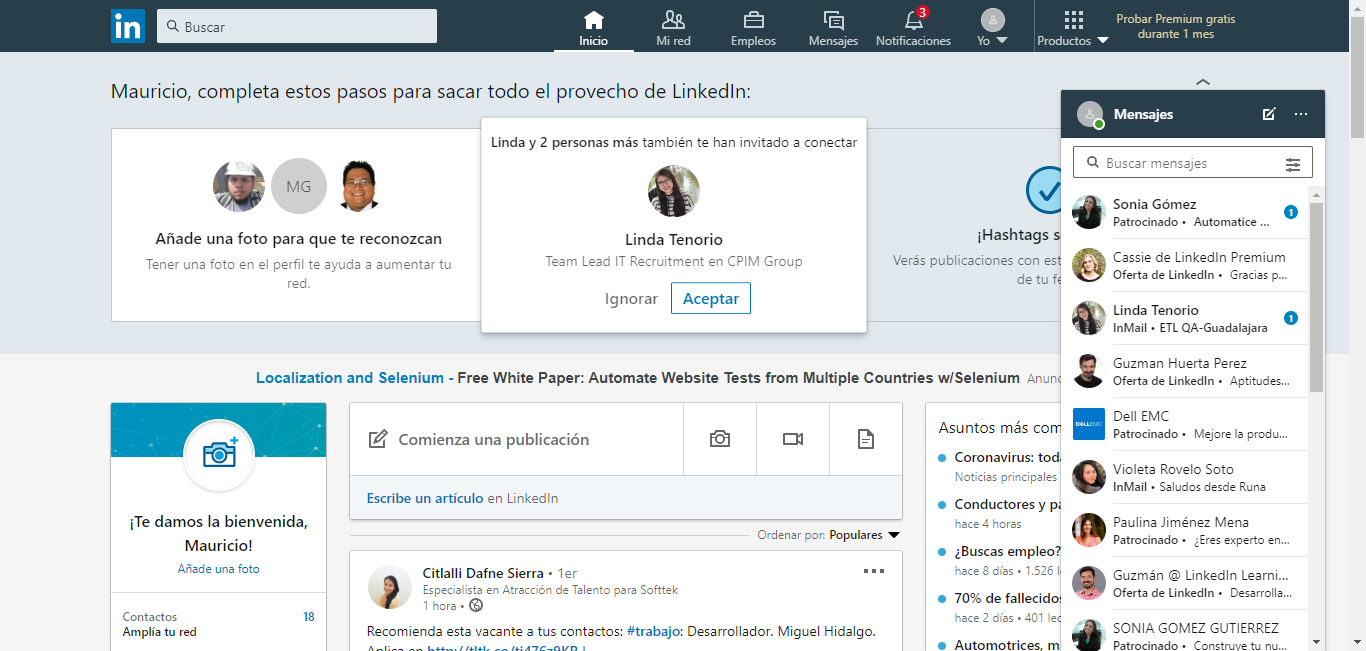 in
Buscar
Inicio
Mi red
Empleos
Mensajes
3
Notificaciones
Yo
Productos
Probar Premium gratis
durante 1 mes
Mauricio, completa estos pasos para sacar todo el provecho de LinkedIn:
MG
Añade una foto para que te reconozcan
Tener una foto en el perfil te ayuda a aumentar tu
red.
Linda y 2 personas más también te han invitado a conectar
Linda Tenorio
Team Lead IT Recruitment en CPIM Group
Ignorar
Aceptar
¡Hashtags s
Verás publicaciones con est
de tu fe
Localization and Selenium - Free White Paper: Automate Website Tests from Multiple Countries w/Selenium Anunc
¡Te damos la bienvenida,
Mauricio!
Añade una foto
Contactos 18
Amplía tu red
Comienza una publicación
Escribe un artículo en LinkedIn
Ordenar por: Populares
Citlalli Dafne Sierra • 1er
Especialista en Atracción de Talento para Softtek
1 hora •
Recomienda esta vacante a tus contactos: #trabajo: Desarrollador. Miguel Hidalgo.
Asuntos más com
Coronavirus: toda
Noticias principales
Conductores y pa
hace 4 horas
¿Buscas empleo?
hace 8 días • 1.526 le
70% de fallecidos
hace 2 días • 401 lec
Automotrices, m
Mensajes
Buscar mensajes
Sonia Gómez
Patrocinado • Automatice ...
1
Cassie de LinkedIn Premium
Oferta de LinkedIn • Gracias p...
Linda Tenorio
InMail • ETL QA-Guadalajara
1
Guzman Huerta Perez
Oferta de LinkedIn • Aptitudes...
DELL EMC
Dell EMC
Patrocinado • Mejore la produ...
Violeta Rovelo Soto
InMail • Saludos desde Runa
Paulina Jiménez Mena
Patrocinado • ¿Eres experto en...
Guzmán @ LinkedIn Learni...
Oferta de LinkedIn • Desarrolla...
SONIA GOMEZ GUTIERREZ
Patrocinado • Construye tu nu...